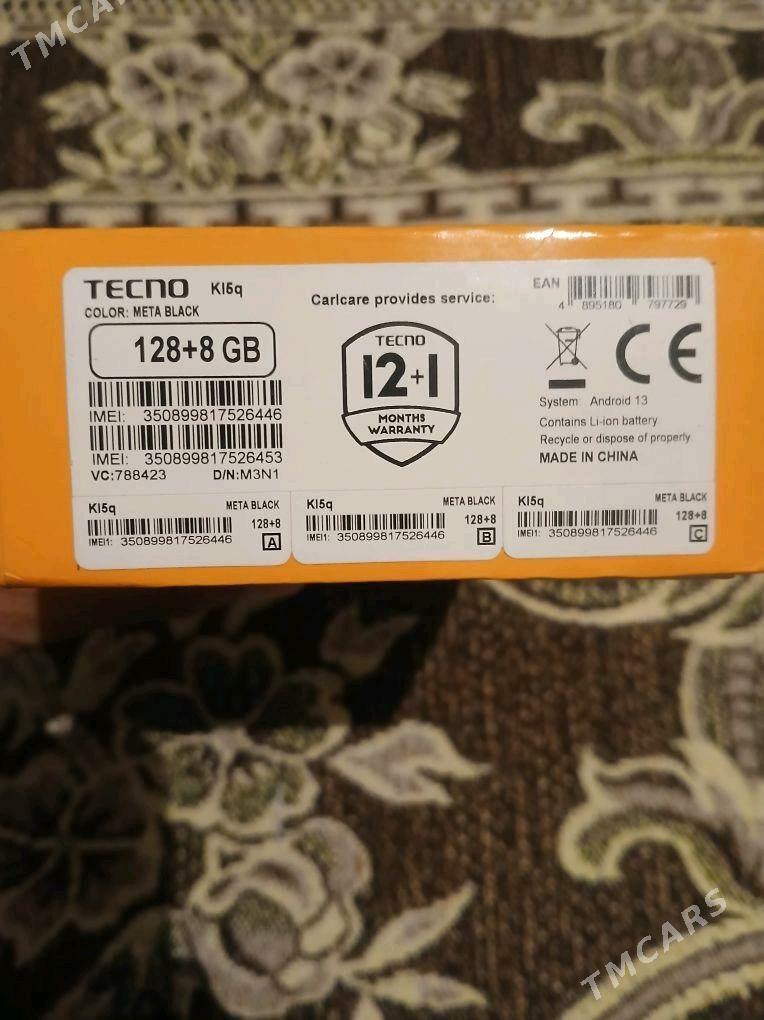 TMCARS
TECNO KI5q
COLOR: META BLACK
128+8 GB
IMEI: 350899817526446
IMEI: 350899817526453
VC:788423 D/N:M3N1
Carlcare provides service:
TECNO
12+1
MONTHS
WARRANTY
EAN
4 895180 797729
CE
System: Android 13
Contains Li-ion battery
Recycle or dispose of properly
MADE IN CHINA
KI5q META BLACK
128+8
IMEI1: 350899817526446 A
KI5q META BLACK
128+8
IMEI1: 350899817526446 B
KI5q META BLACK
128+8
IMEI1: 350899817526446 C
TMCARS